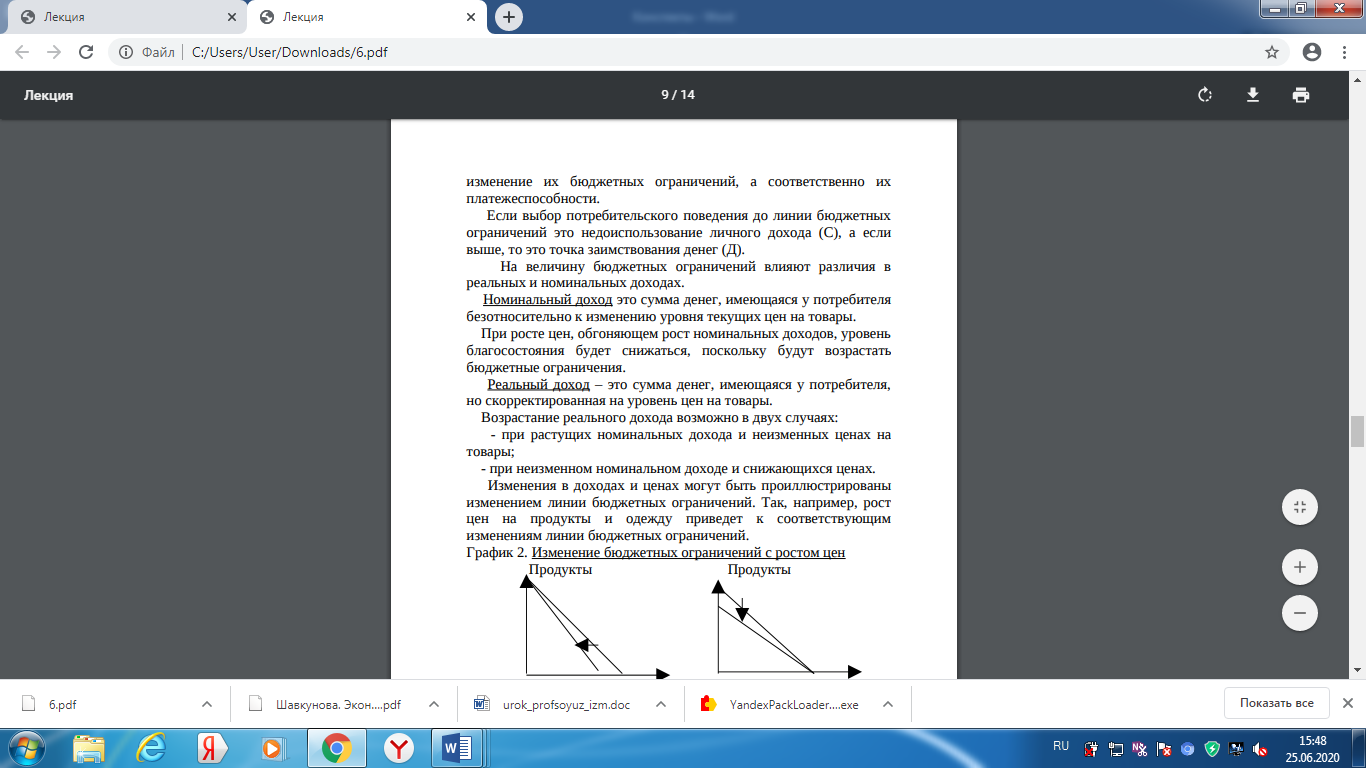 Лекция
Лекция
Конспекты - Word
Файл C:/Users/User/Downloads/6.pdf
Лекция
9 / 14
изменение их бюджетных ограничений, а соответственно их
платежеспособности.
Если выбор потребительского поведения до линии бюджетных
ограничений это недоиспользование личного дохода (С), а если
выше, то это точка заимствования денег (Д).
На величину бюджетных ограничений влияют различия в
реальных и номинальных доходах.
Номинальный доход это сумма денег, имеющаяся у потребителя
безотносительно к изменению уровня текущих цен на товары.
При росте цен, обгоняющем рост номинальных доходов, уровень
благосостояния будет снижаться, поскольку будут возрастать
бюджетные ограничения.
Реальный доход – это сумма денег, имеющаяся у потребителя,
но скорректированная на уровень цен на товары.
Возрастание реального дохода возможно в двух случаях:
- при растущих номинальных дохода и неизменных ценах на
товары;
- при неизменном номинальном доходе и снижающихся ценах.
Изменения в доходах и ценах могут быть проиллюстрированы
изменением линии бюджетных ограничений. Так, например, рост
цен на продукты и одежду приведет к соответствующим
изменениям линии бюджетных ограничений.
График 2. Изменение бюджетных ограничений с ростом цен
Продукты Продукты
6.pdf
Шавкунова. Экон....pdf
urok_profsoyuz_izm.doc
YandexPackLoader....exe
Показать все
RU
15:48
25.06.2020